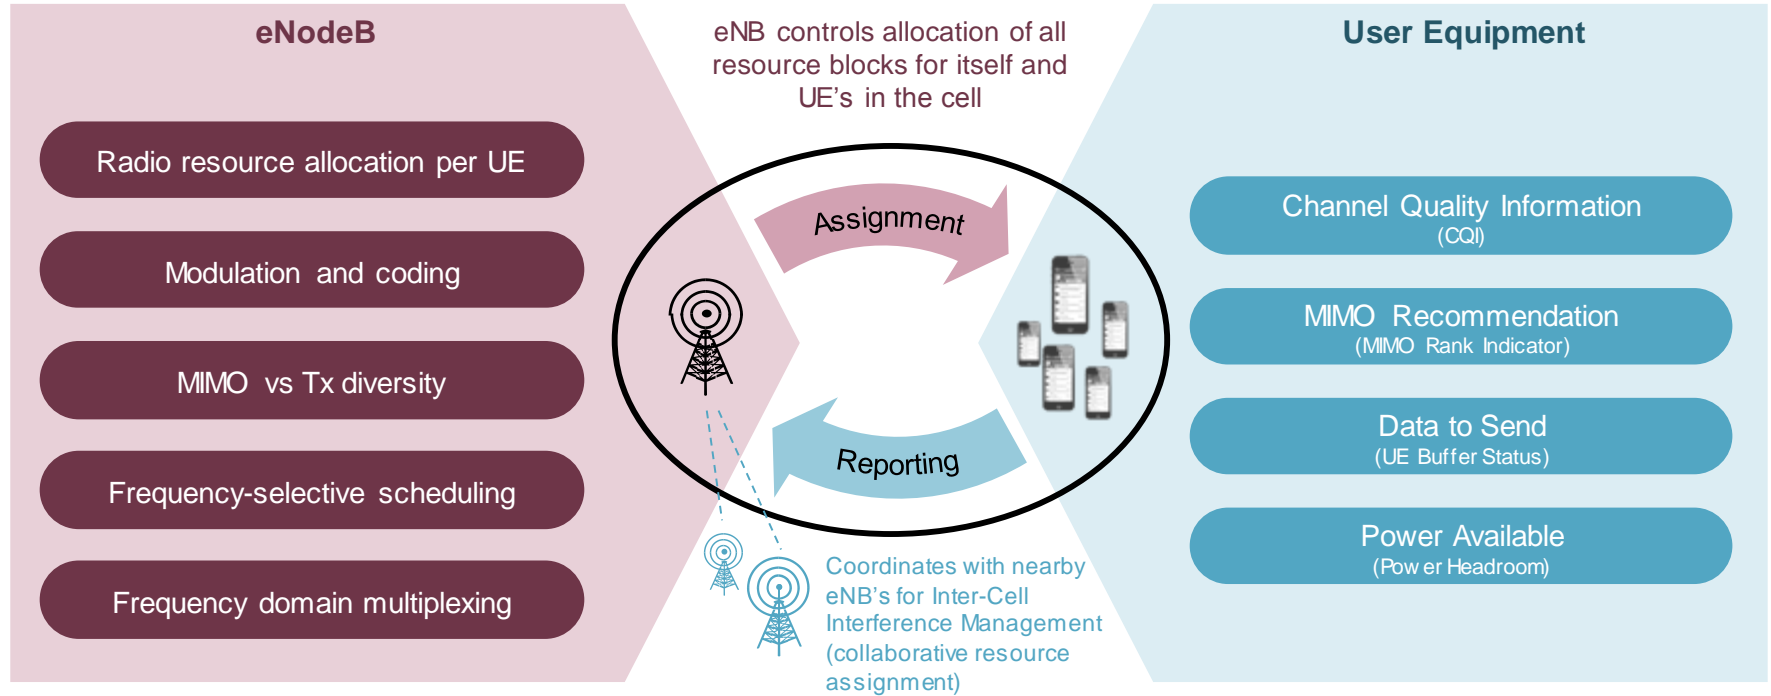 eNodeB
Radio resource allocation per UE
Modulation and coding
MIMO vs Tx diversity
Frequency-selective scheduling
Frequency domain multiplexing
eNB controls allocation of all
resource blocks for itself and
UE's in the cell
Assignment
Reporting
Coordinates with nearby
eNB's for Inter-Cell
Interference Management
(collaborative resource
assignment)
User Equipment
Channel Quality Information
(CQI)
MIMO Recommendation
(MIMO Rank Indicator)
Data to Send
(UE Buffer Status)
Power Available
(Power Headroom)